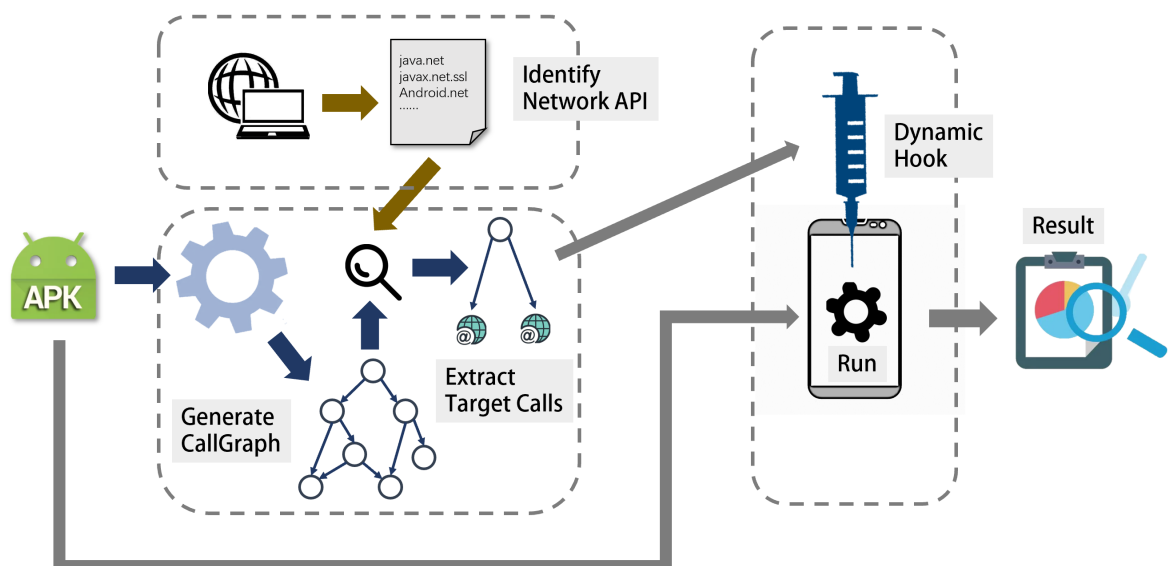 java.net
javax.net.ssl
Android.net
......
Identify
Network API
Dynamic
Hook
APK
Result
@
@
Run
Extract
Target Calls
Generate
CallGraph